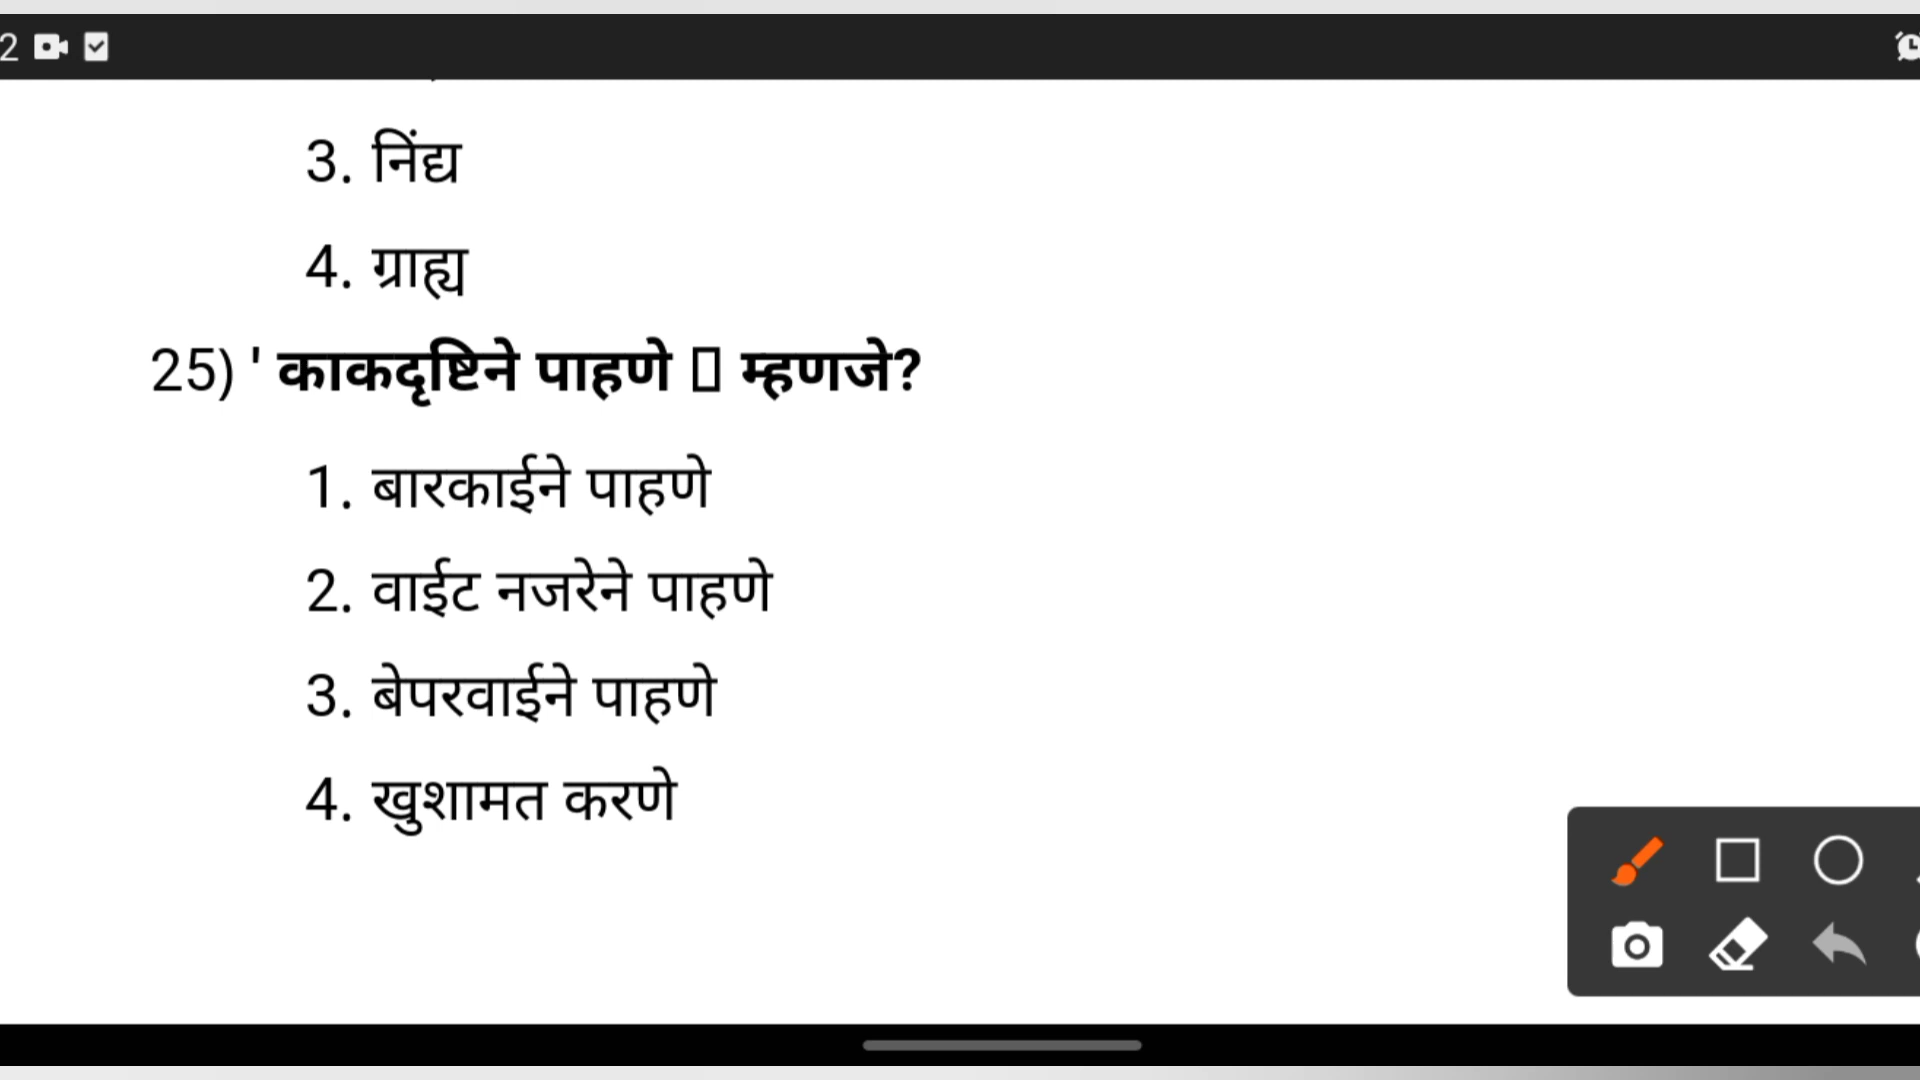 2
3. निंद्य
4. ग्राह्य
25) ' काकदृष्टिने पाहणे ▯ म्हणजे?
1. बारकाईने पाहणे
2. वाईट नजरेने पाहणे
3. बेपरवाईने पाहणे
4. खुशामत करणे